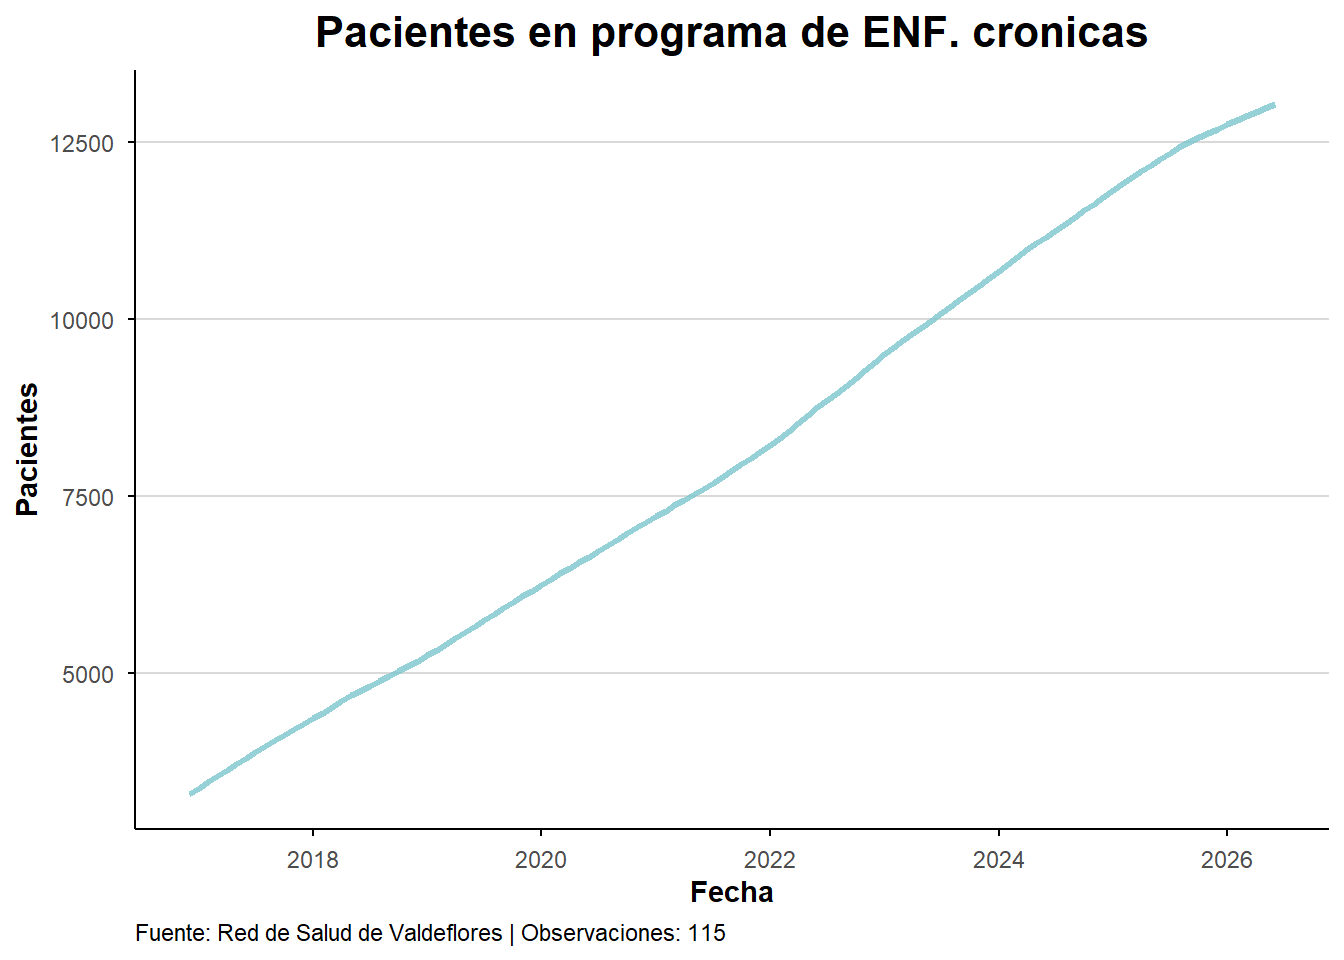 Pacientes en programa de ENF. cronicas
12500
10000
7500
5000
Pacientes
2018 2020 2022 2024 2026
Fecha
Fuente: Red de Salud de Valdeflores | Observaciones: 115